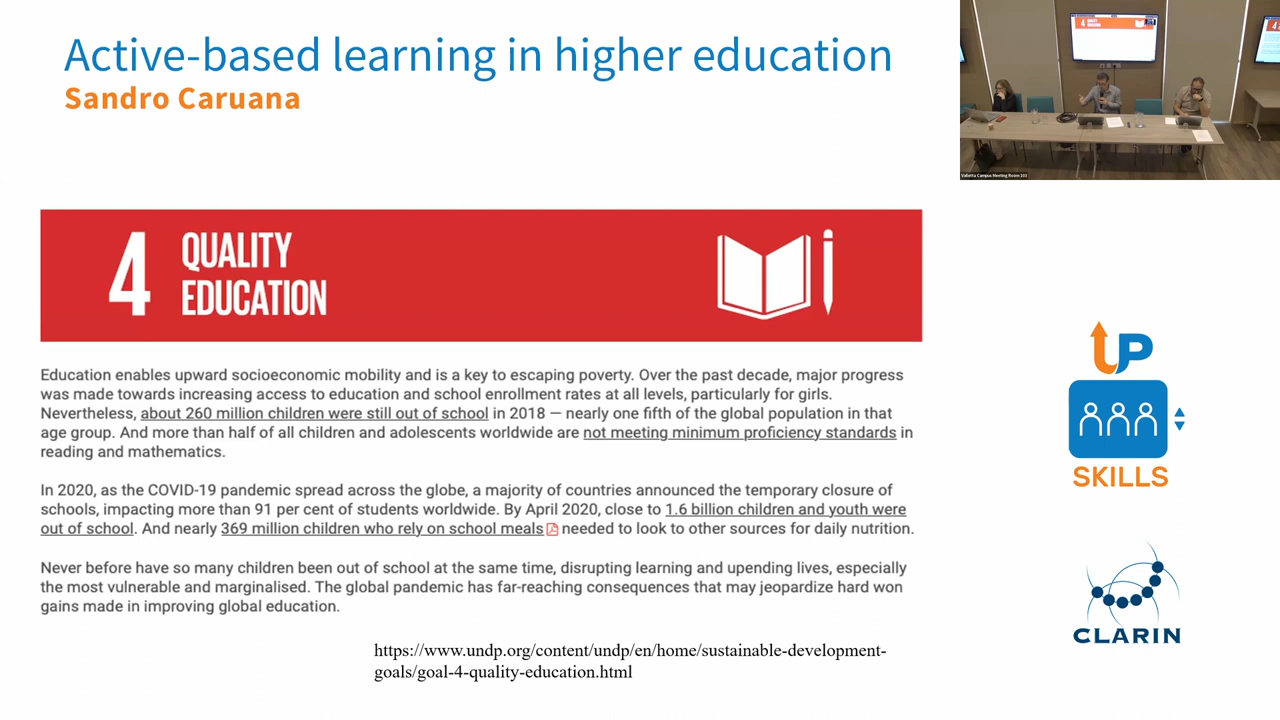 Active-based learning in higher education
Sandro Caruana
4 QUALITY
EDUCATION
Education enables upward socioeconomic mobility and is a key to escaping poverty. Over the past decade, major progress
was made towards increasing access to education and school enrollment rates at all levels, particularly for girls.
Nevertheless, about 260 million children were still out of school in 2018 — nearly one fifth of the global population in that
age group. And more than half of all children and adolescents worldwide are not meeting minimum proficiency standards in
reading and mathematics.
In 2020, as the COVID-19 pandemic spread across the globe, a majority of countries announced the temporary closure of
schools, impacting more than 91 per cent of students worldwide. By April 2020, close to 1.6 billion children and youth were
out of school. And nearly 369 million children who rely on school meals needed to look to other sources for daily nutrition.
Never before have so many children been out of school at the same time, disrupting learning and upending lives, especially
the most vulnerable and marginalised. The global pandemic has far-reaching consequences that may jeopardize hard won
gains made in improving global education.
https://www.undp.org/content/undp/en/home/sustainable-development-
goals/goal-4-quality-education.html
Valletta Campus Meeting Room 103
UP
SKILLS
CLARIN